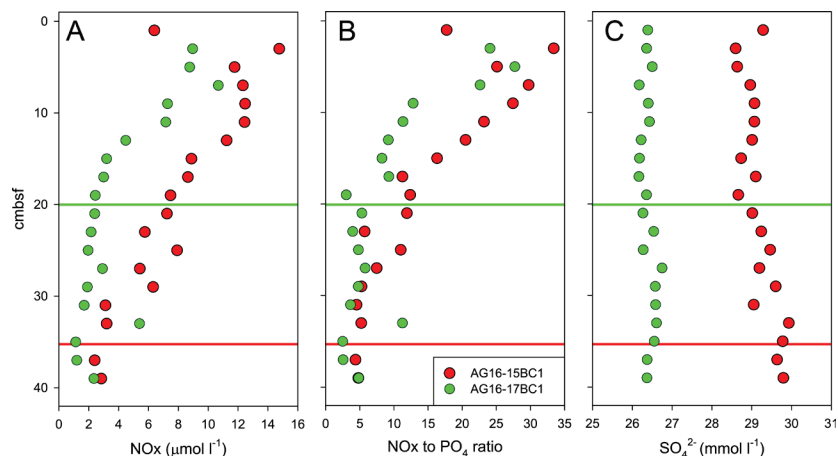 A
B
C
0
10
20
30
40
cmbsf
0 2 4 6 8 10 12 14 16
0 5 10 15 20 25 30 35
25 27 29 30 31
NOx (µmol l⁻¹)
NOx to PO₄ ratio
SO₄²⁻ (mmol l⁻¹)
AG16-15BC1
AG16-17BC1